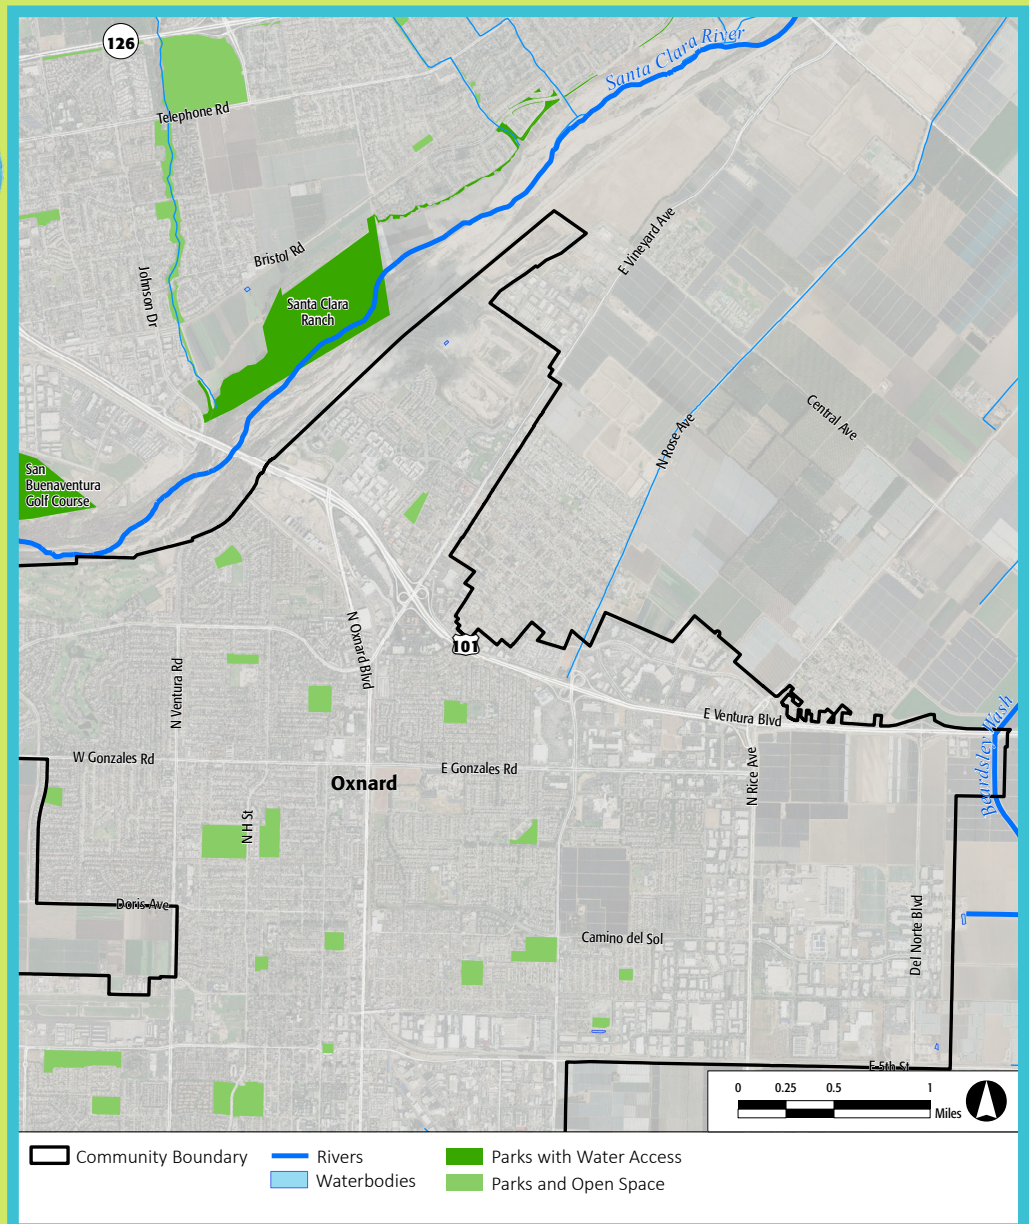 126
Santa Clara River
Telephone Rd
E Vineyard Ave
Bristol Rd
Johnson Dr
Santa Clara
Ranch
Central Ave
N Rose Ave
San
Buenaventura
Golf Course
N Oxnard Blvd
101
N Ventura Rd
E Ventura Blvd
Beardsley Wash
W Gonzales Rd
E Gonzales Rd
N Rice Ave
Oxnard
N H St
Doris Ave
Camino del Sol
Del Norte Blvd
E 5th St
0 0.25 0.5 1
Miles
Community Boundary
Rivers
Waterbodies
Parks with Water Access
Parks and Open Space